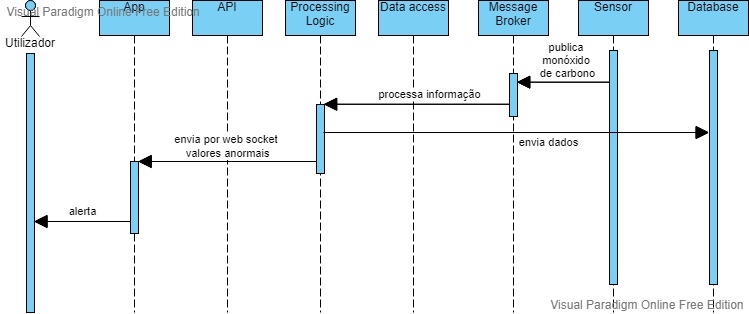 Visual Paradigm Online Free Edition
Utilizador
App
API
Processing
Logic
Data access
Message
Broker
Sensor
Database
publica
monóxido
de carbono
processa informação
envia dados
envia por web socket
valores anormais
alerta
Visual Paradigm Online Free Edition